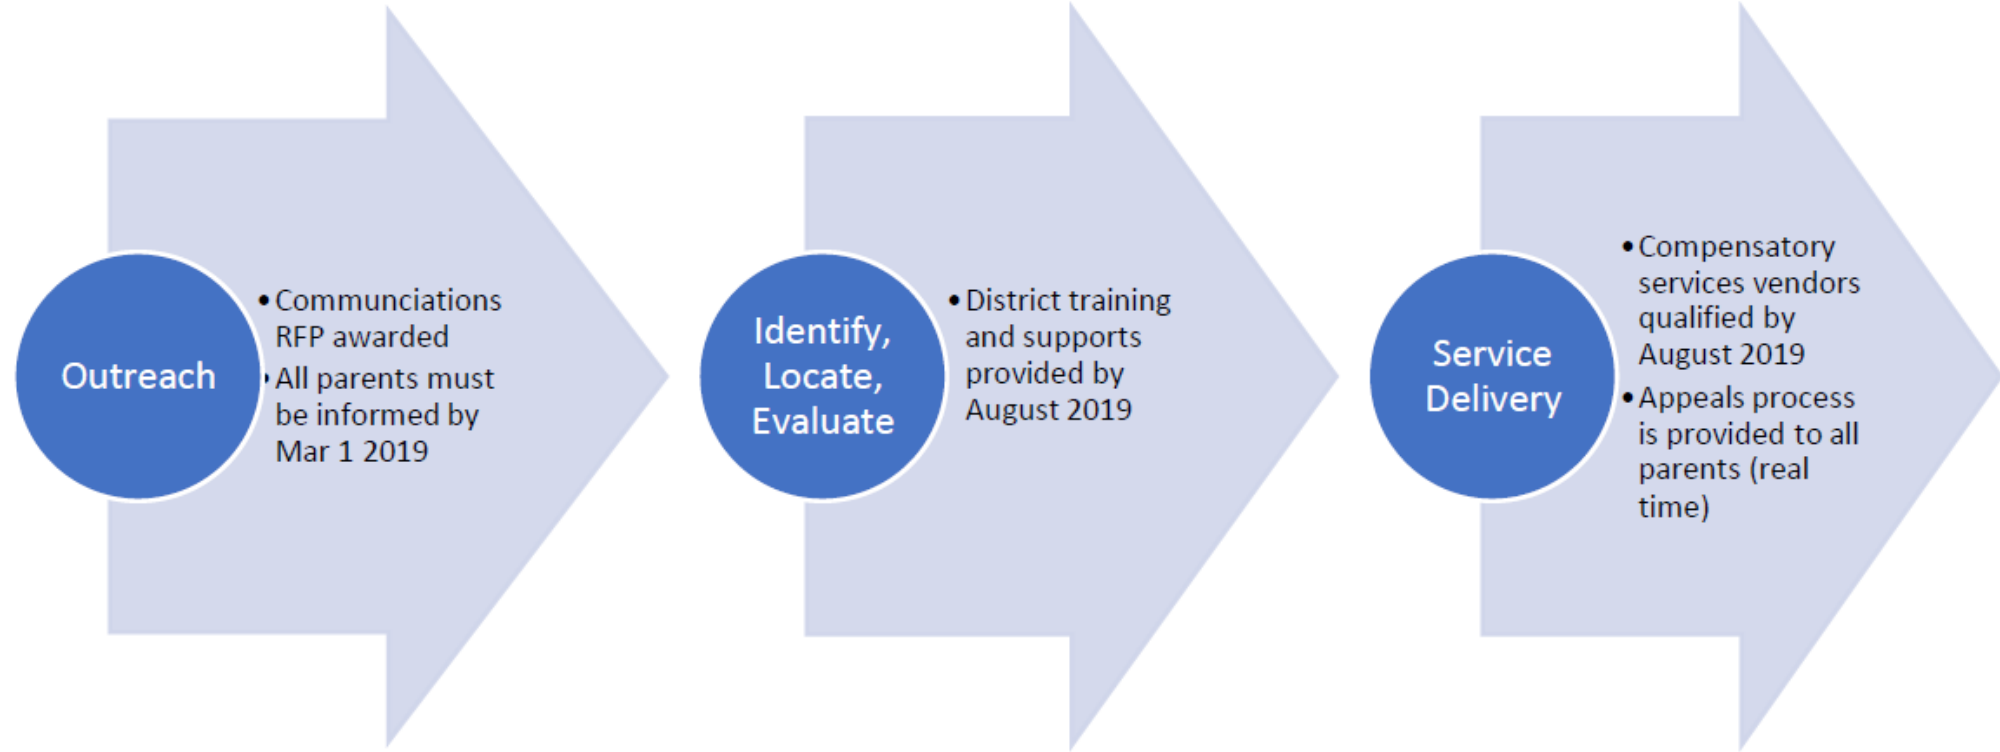 Outreach
•Communciations
RFP awarded
•All parents must
be informed by
Mar 1 2019
Identify,
Locate,
Evaluate
•District training
and supports
provided by
August 2019
Service
Delivery
•Compensatory
services vendors
qualified by
August 2019
•Appeals process
is provided to all
parents (real
time)